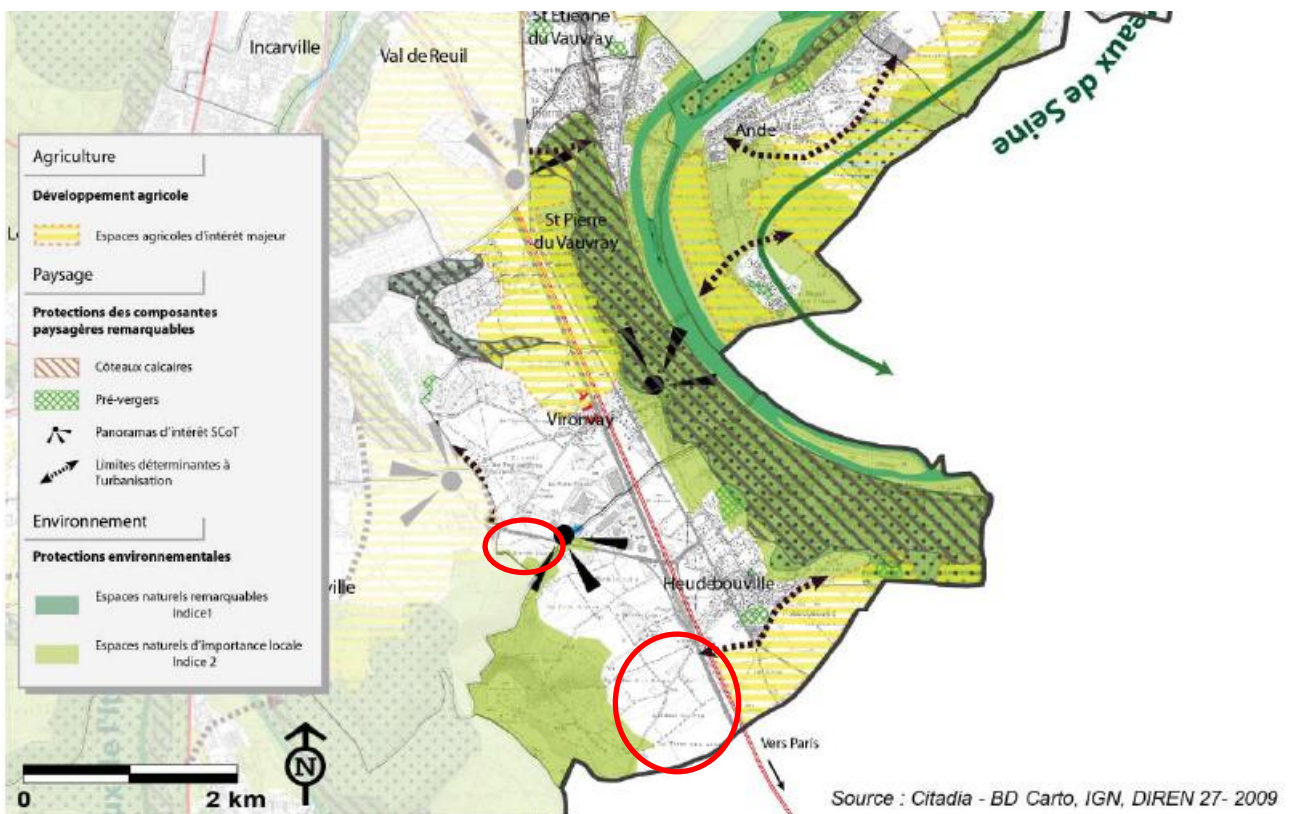 St Etienne
du Vauvray
Incarville
Val de Reuil
Ande
eaux de Seine
St Pierre
du Vauvray
Vironvay
Heudebouville
ville
Agriculture
Développement agricole
Espaces agricoles d'intérêt majeur
Paysage
Protections des composantes
paysagères remarquables
Côteaux calcaires
Pré-vergers
Panoramas d'intérêt SCoT
Limites déterminantes à
l'urbanisation
Environnement
Protections environnementales
Espaces naturels remarquables
Indice1
Espaces naturels d'importance locale
Indice 2
0
2 km
N
Vers Paris
Source : Citadia - BD Carto, IGN, DIREN 27- 2009